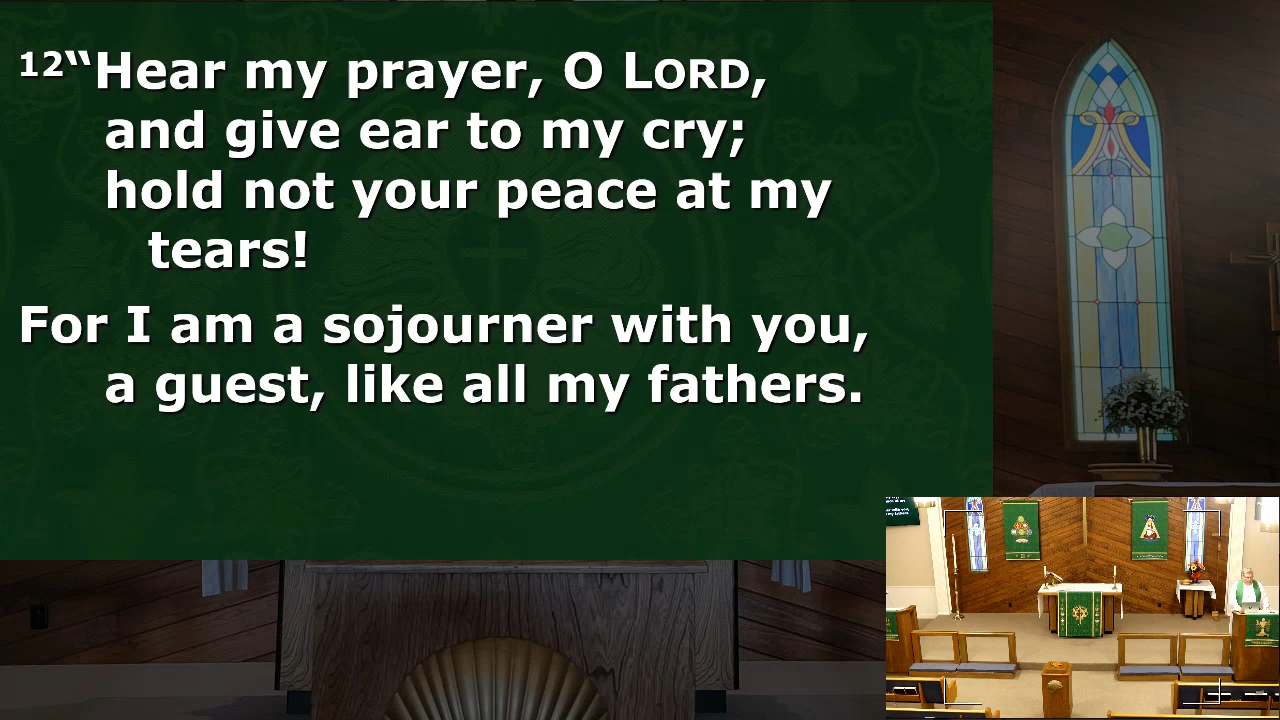 12“Hear my prayer, O LORD,
and give ear to my cry;
hold not your peace at my
tears!
For I am a sojourner with you,
a guest, like all my fathers.